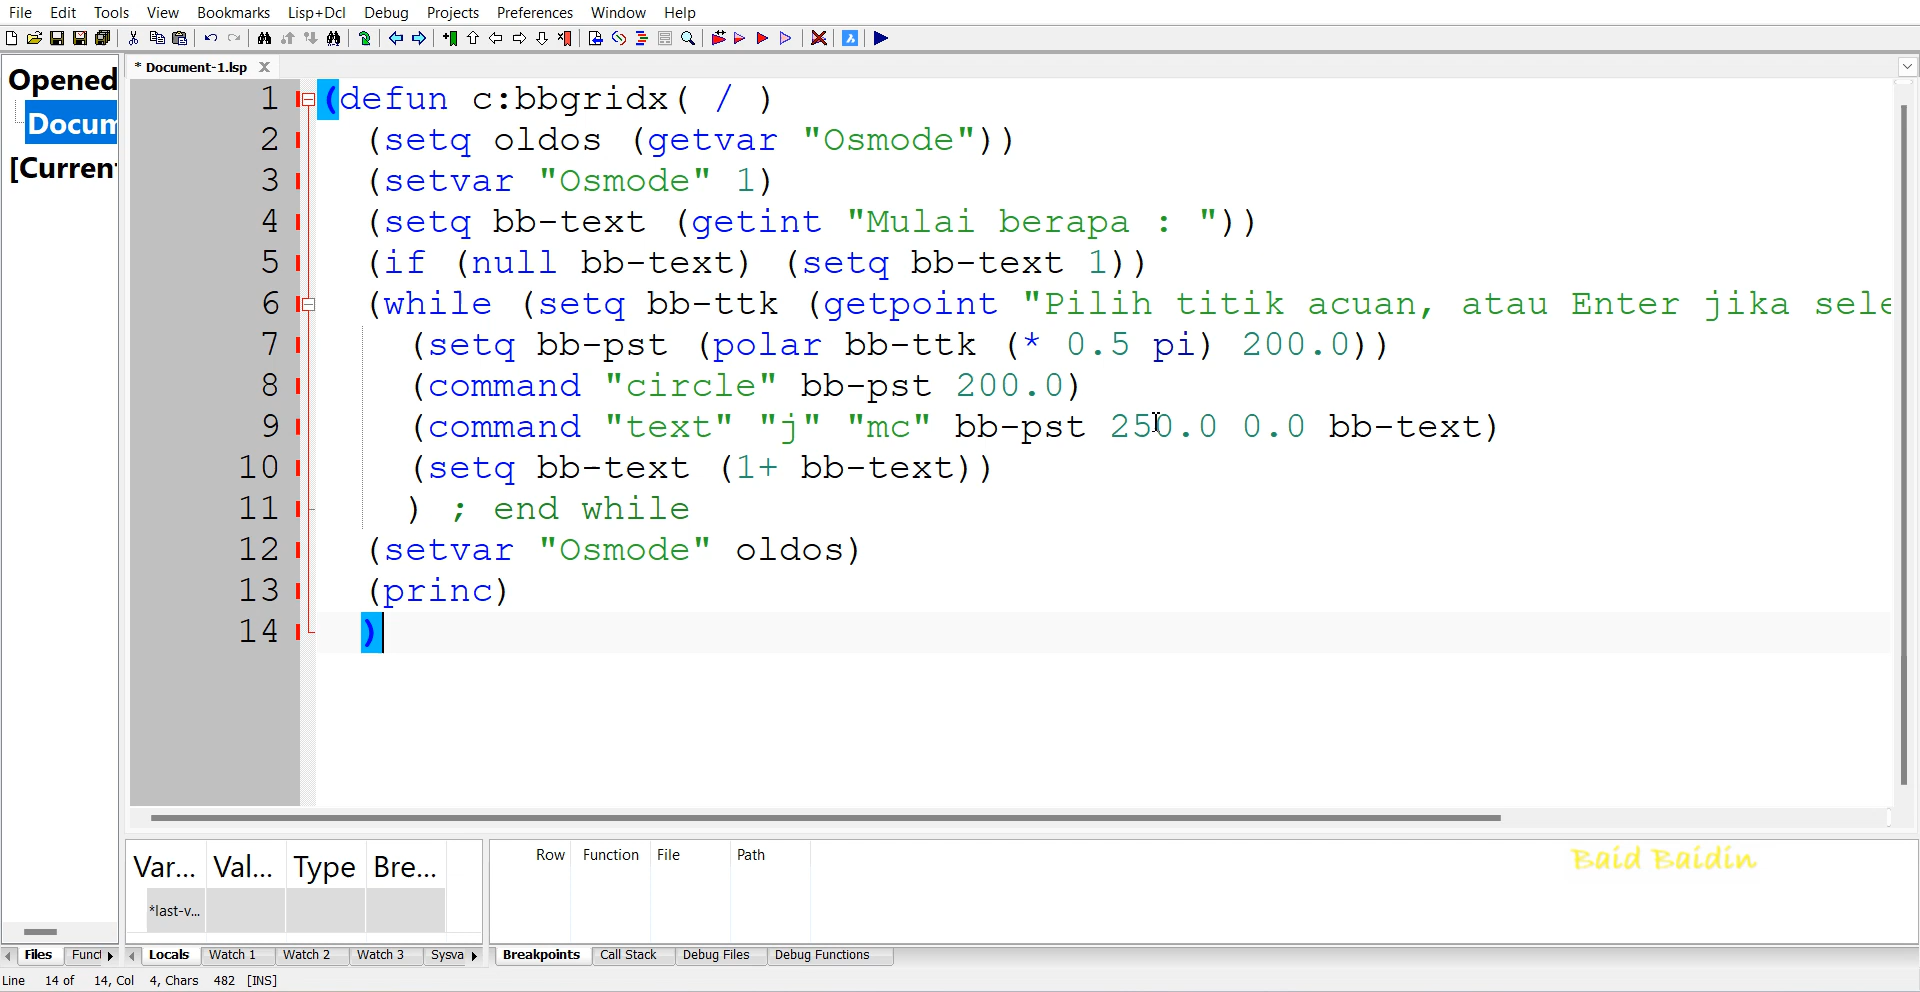 File Edit Tools View Bookmarks Lisp+Dcl Debug Projects Preferences Window Help
Opened
* Document-1.lsp
Docum
[Current
1 (defun c:bbgridx( / )
2 (setq oldos (getvar "Osmode"))
3 (setvar "Osmode" 1)
4 (setq bb-text (getint "Mulai berapa : "))
5 (if (null bb-text) (setq bb-text 1))
6 (while (setq bb-ttk (getpoint "Pilih titik acuan, atau Enter jika sele
7 (setq bb-pst (polar bb-ttk (* 0.5 pi) 200.0))
8 (command "circle" bb-pst 200.0)
9 (command "text" "j" "mc" bb-pst 250.0 0.0 bb-text)
10 (setq bb-text (1+ bb-text))
11 ) ; end while
12 (setvar "Osmode" oldos)
13 (princ)
14 )
Var... Val... Type Bre...
*last-v...
Row Function File Path
Baid Baidin
Files Funct Locals Watch 1 Watch 2 Watch 3 Sysva Breakpoints Call Stack Debug Files Debug Functions
Line 14 of 14, Col 4, Chars 482 [INS]